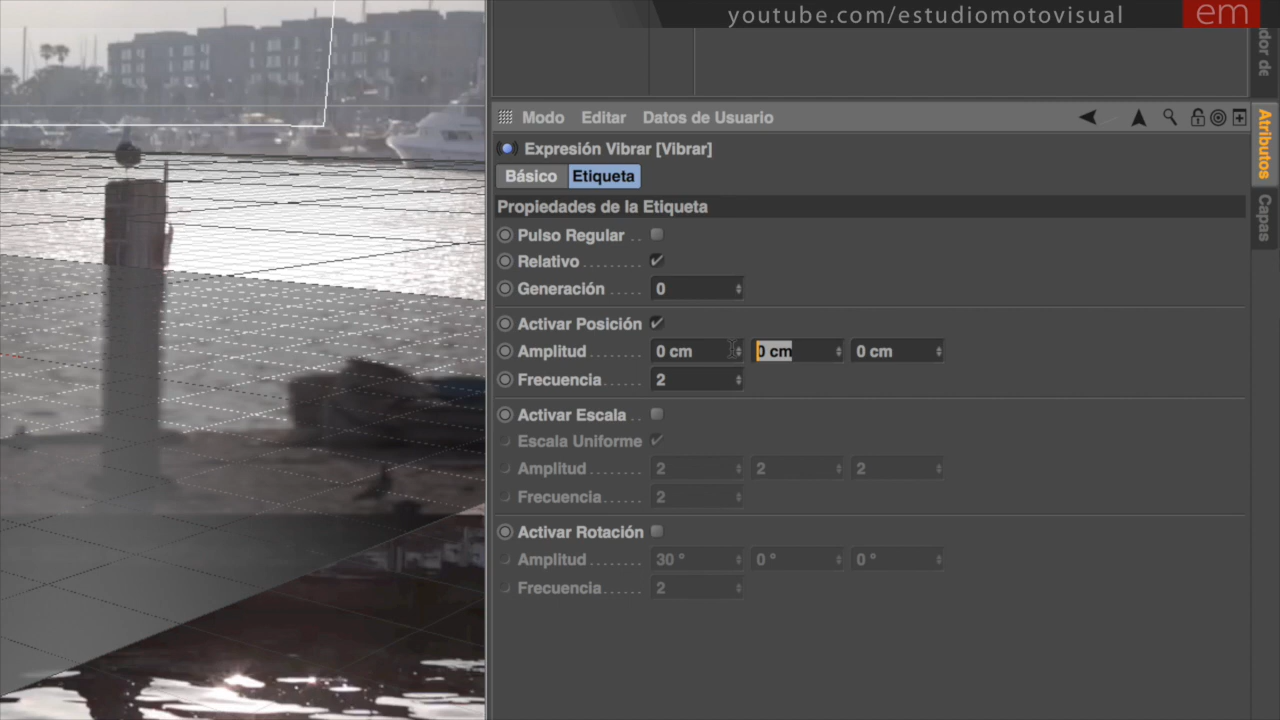 youtube.com/estudiomotovisual em
dor de
Modo Editar Datos de Usuario
Atributos
Capas
Expresión Vibrar [Vibrar]
Básico Etiqueta
Propiedades de la Etiqueta
Pulso Regular
Relativo
Generación 0
Activar Posición
Amplitud 0 cm 0 cm 0 cm
Frecuencia 2
Activar Escala
Escala Uniforme
Amplitud 2 2 2
Frecuencia 2
Activar Rotación
Amplitud 30 ° 0 ° 0 °
Frecuencia 2